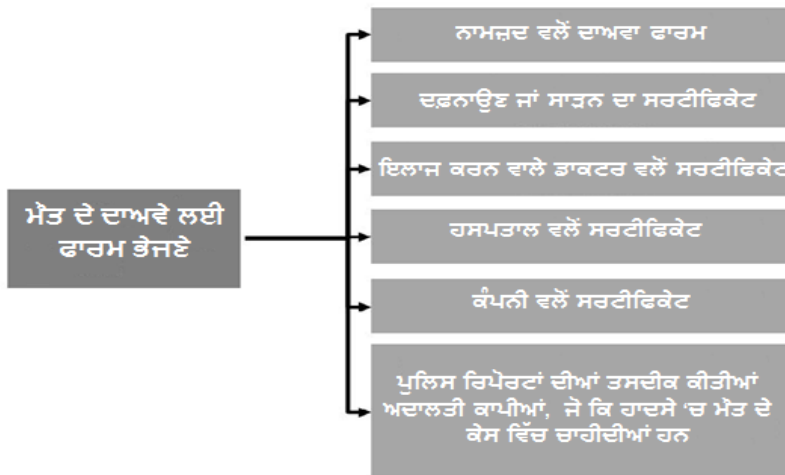 ਮੌਤ ਦੇ ਦਾਅਵੇ ਲਈ
ਫਾਰਮ ਭੇਜਣੇ
ਨਾਮਜ਼ਦ ਵਲੋਂ ਦਾਅਵਾ ਫਾਰਮ
ਦਫ਼ਨਾਉਣ ਜਾਂ ਸਾੜਨ ਦਾ ਸਰਟੀਫਿਕੇਟ
ਇਲਾਜ ਕਰਨ ਵਾਲੇ ਡਾਕਟਰ ਵਲੋਂ ਸਰਟੀਫਿਕੇਟ
ਹਸਪਤਾਲ ਵਲੋਂ ਸਰਟੀਫਿਕੇਟ
ਕੰਪਨੀ ਵਲੋਂ ਸਰਟੀਫਿਕੇਟ
ਪੁਲਿਸ ਰਿਪੋਰਟਾਂ ਦੀਆਂ ਤਸਦੀਕ ਕੀਤੀਆਂ
ਅਦਾਲਤੀ ਕਾਪੀਆਂ, ਜੋ ਕਿ ਹਾਦਸੇ 'ਚ ਮੌਤ ਦੇ
ਕੇਸ ਵਿੱਚ ਚਾਹੀਦੀਆਂ ਹਨ